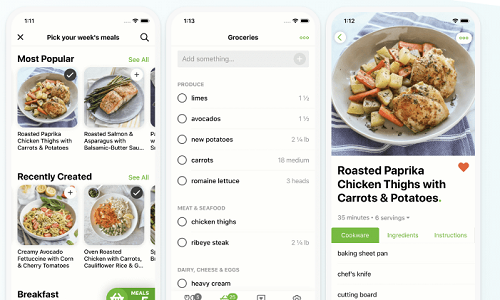 1:11
Pick your week's meals
Most Popular
See All
Roasted Paprika
Chicken Thighs with
Carrots & Potatoes
Roasted Salmon &
Asparagus with
Balsamic-Butter Sau...
Recently Created
See All
Creamy Avocado
Fettuccine with Corn
& Cherry Tomatoes
Oven Roasted
Chicken with Carrots,
Cauliflower Rice & G...
Breakfast
MEALS
5
1:13
Groceries
Add something...
PRODUCE
limes
1 ½
avocados
1 ½
new potatoes
2 ¼ lb
carrots
18 medium
romaine lettuce
3 heads
MEAT & SEAFOOD
chicken thighs
ribeye steak
2 ¼ lb
DAIRY, CHEESE & EGGS
heavy cream
1:12
Roasted Paprika
Chicken Thighs with
Carrots & Potatoes.
35 minutes • 6 servings
Cookware
Ingredients
Instructions
baking sheet pan
chef's knife
cutting board